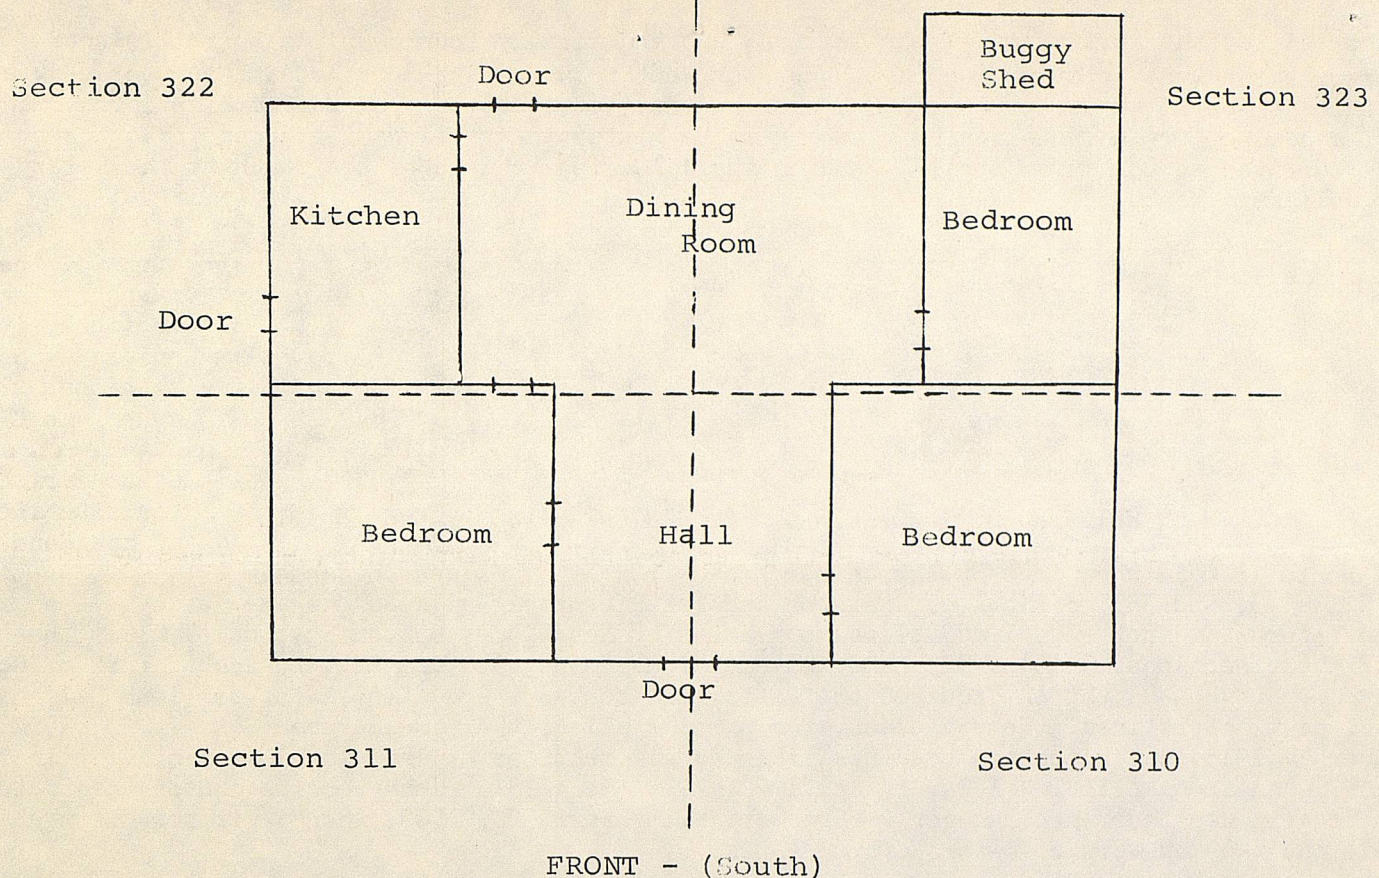 Section 322
Door
Buggy
Shed
Section 323
Kitchen
Dining
Room
Bedroom
Door
Bedroom
Hall
Bedroom
Door
Section 311
Section 310
FRONT - (South)